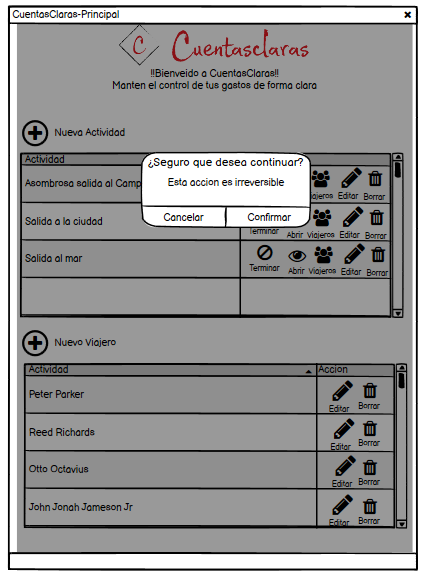 CuentasClaras-Principal
C Cuentasclaras
!!Bienveido a CuentasClaras!!
Manten el control de tus gastos de forma clara
Nueva Actividad
Actividad
¿Seguro que desea continuar?
Esta accion es irreversible
Cancelar Confirmar
Asombrosa salida al Camp
Editar Borrar
Salida a la ciudad
Terminar Abrir Viajeros Editar Borrar
Salida al mar
Terminar Abrir Viajeros Editar Borrar
Nuevo Viajero
Actividad Accion
Peter Parker Editar Borrar
Reed Richards Editar Borrar
Otto Octavius Editar Borrar
John Jonah Jameson Jr Editar Borrar